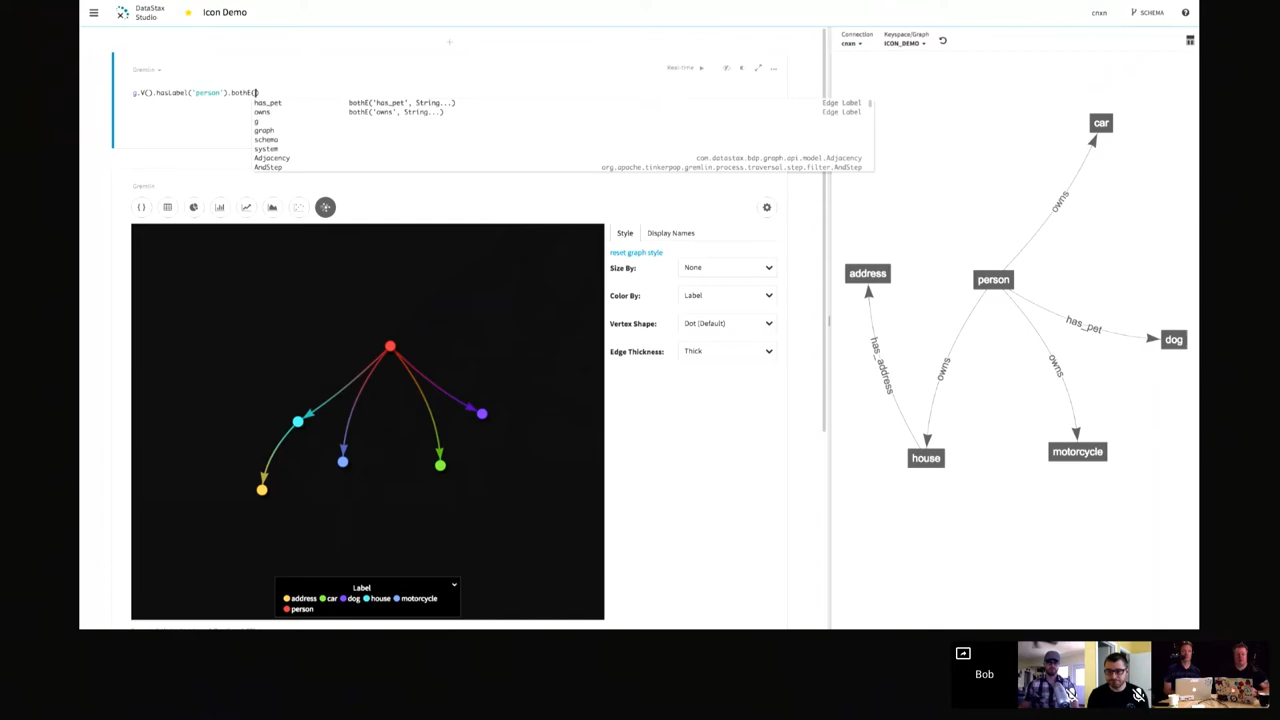 DataStax
Studio
Icon Demo
cnxn
SCHEMA
Connection
cnxn
Keyspace/Graph
ICON_DEMO
Gremlin
Real-time
g.V().hasLabel('person').bothE()
has_pet bothE('has_pet', String...) Edge Label
owns bothE('owns', String...) Edge Label
g
graph
schema
system
Adjacency com.datastax.bdp.graph.api.model.Adjacency
AndStep org.apache.tinkerpop.gremlin.process.traversal.step.filter.AndStep
Gremlin
Style
Display Names
reset graph style
Size By: None
Color By: Label
Vertex Shape: Dot (Default)
Edge Thickness: Thick
Label
address car dog house motorcycle
person
car
owns
address
person
has_pet
dog
has_address
owns
owns
house
motorcycle
Bob